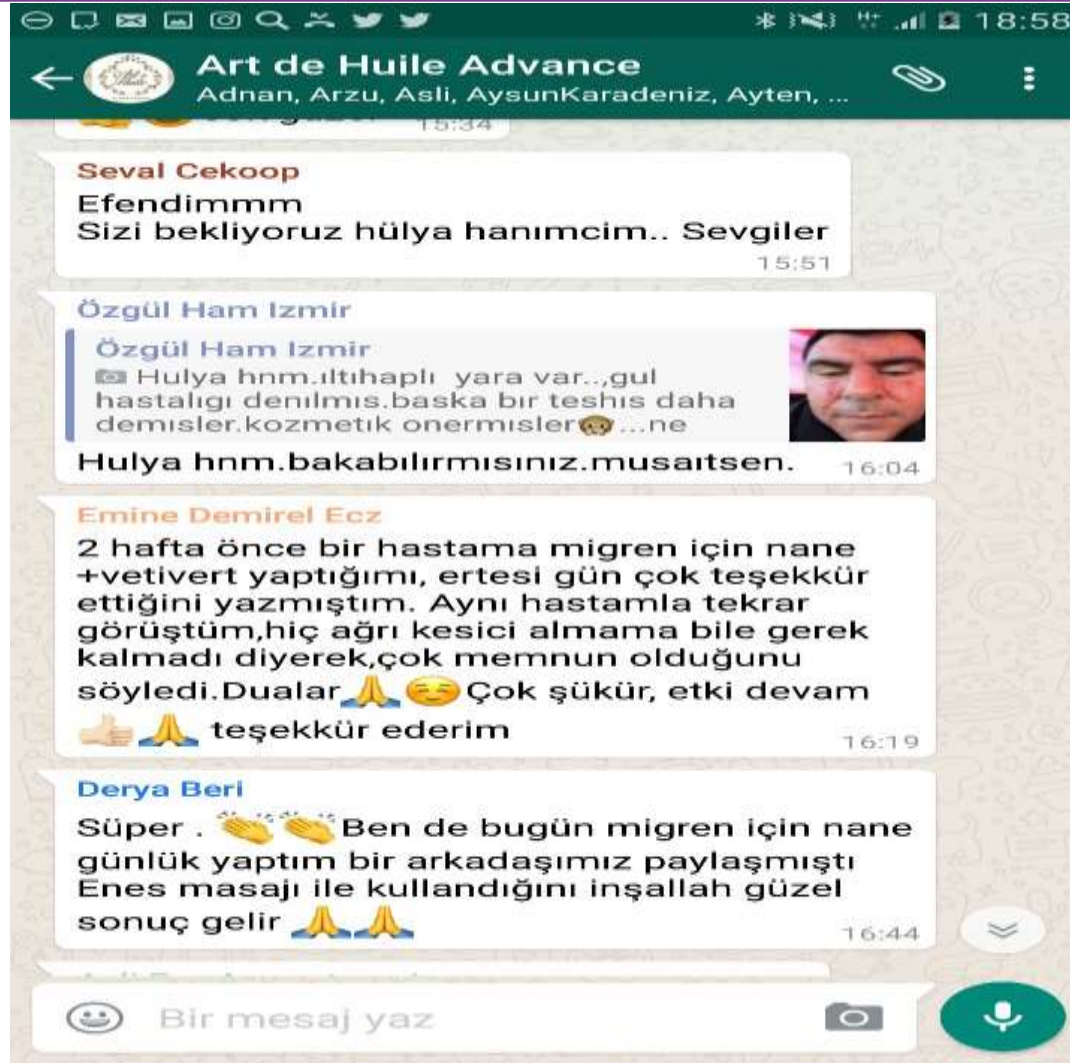 18:58
Art de Huile Advance
Adnan, Arzu, Asli, AysunKaradeniz, Ayten, ...
15:34
Seval Cekoop
Efendimmm
Sizi bekliyoruz hülya hanımcim.. Sevgiler
15:51
Özgül Ham Izmir
Özgül Ham Izmir
Hulya hnm.ıltıhaplı yara var..,gul
hastalıgı denılmıs.baska bır teshıs daha
demısler.kozmetık onermısler🙊...ne
Hulya hnm.bakabılırmısınız.musaıtsen.
16:04
Emine Demirel Ecz
2 hafta önce bir hastama migren için nane
+vetivert yaptığımı, ertesi gün çok teşekkür
ettiğini yazmıştım. Aynı hastamla tekrar
görüştüm,hiç ağrı kesici almama bile gerek
kalmadı diyerek,çok memnun olduğunu
söyledi.Dualar🙏☺️Çok şükür, etki devam
👍🏻🙏 teşekkür ederim
16:19
Derya Beri
Süper . 👏👏Ben de bugün migren için nane
günlük yaptım bir arkadaşımız paylaşmıştı
Enes masajı ile kullandığını inşallah güzel
sonuç gelir 🙏🙏
16:44
Bir mesaj yaz